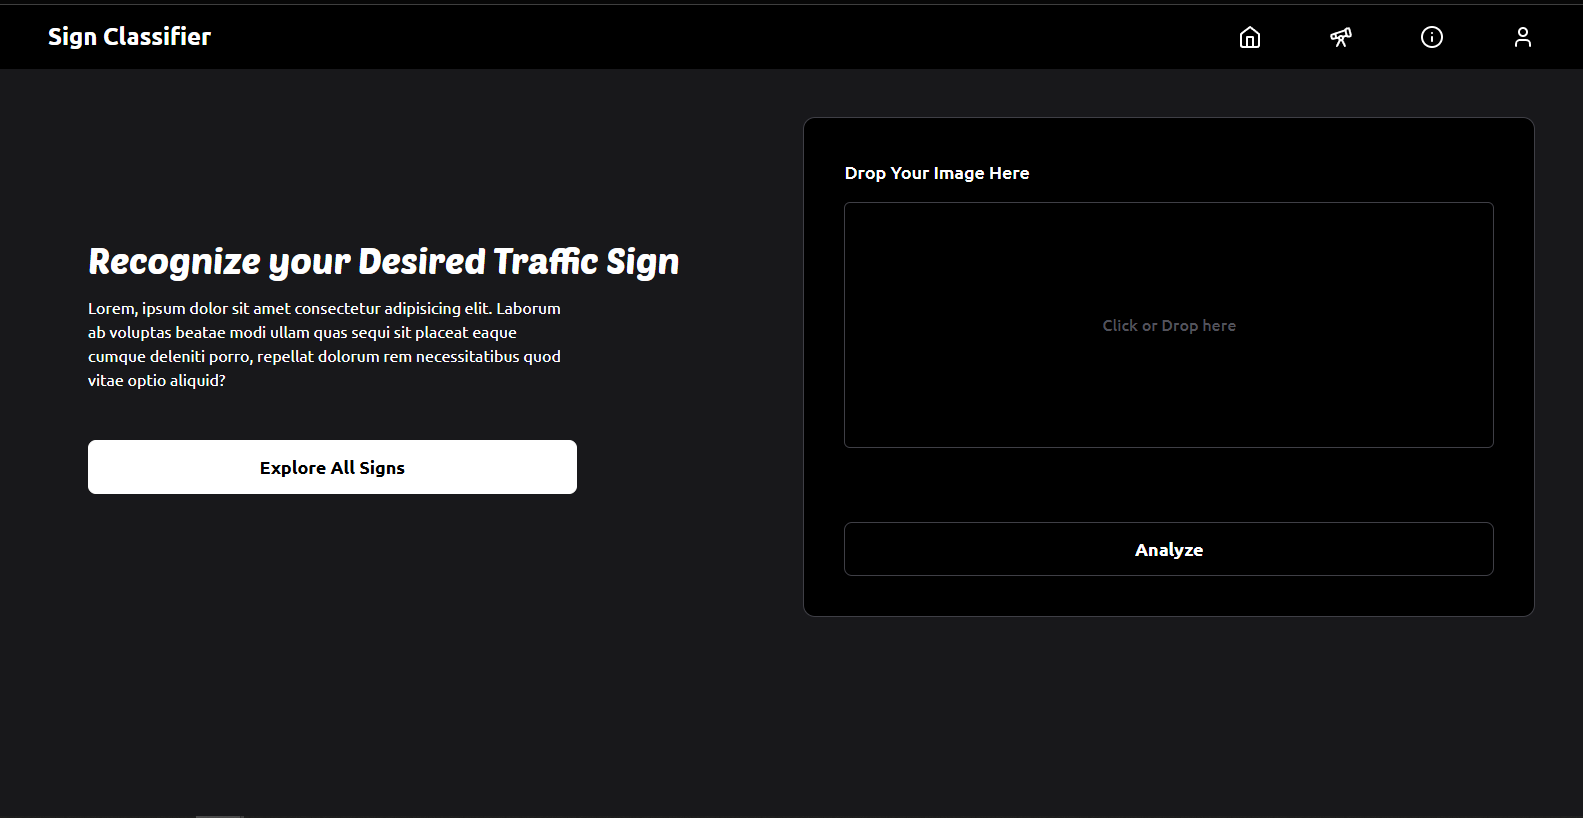 Sign Classifier
Recognize your Desired Traffic Sign
Lorem, ipsum dolor sit amet consectetur adipisicing elit. Laborum
ab voluptas beatae modi ullam quas sequi sit placeat eaque
cumque deleniti porro, repellat dolorum rem necessitatibus quod
vitae optio aliquid?
Explore All Signs
Drop Your Image Here
Click or Drop here
Analyze